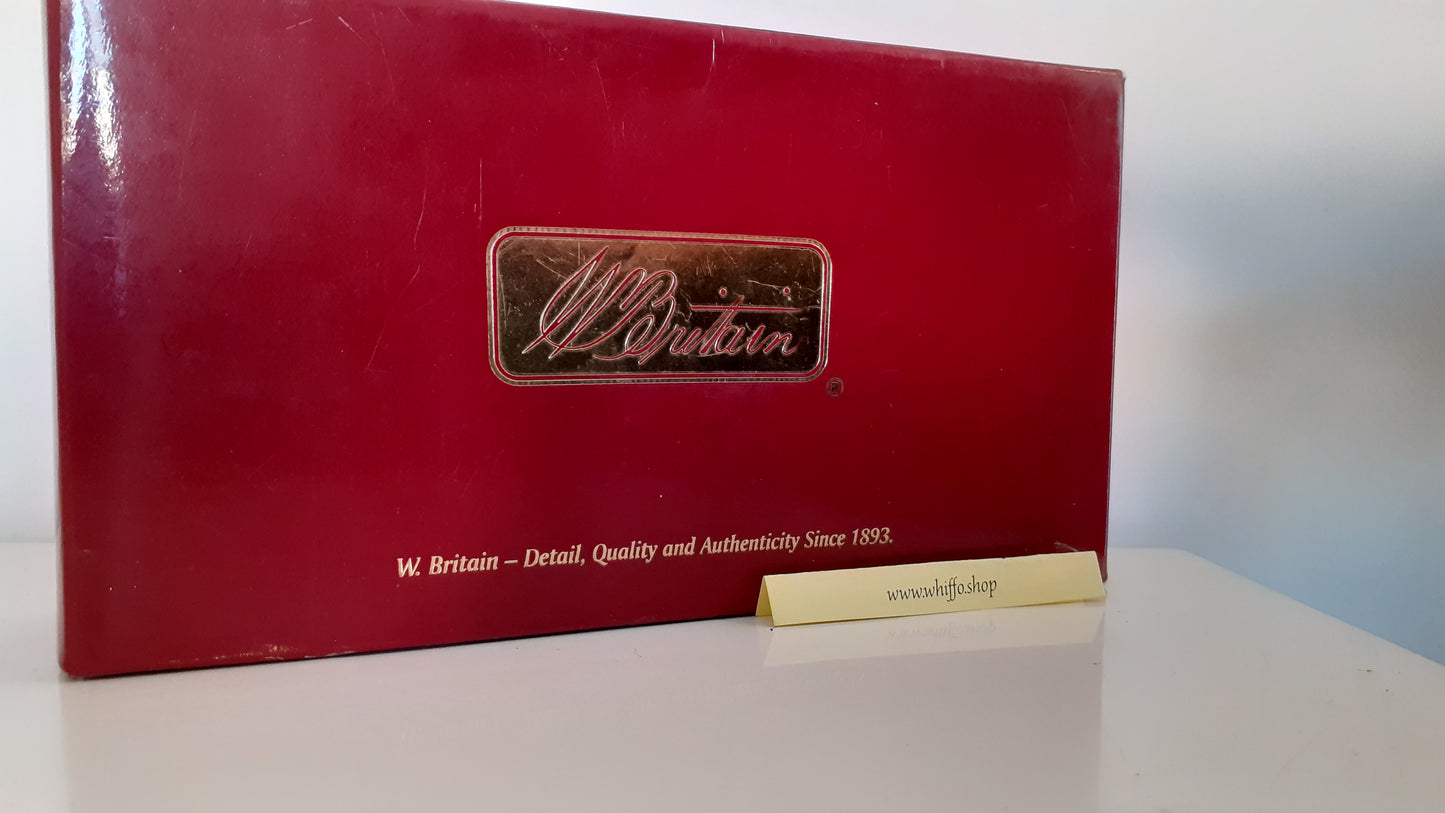 W Britain
®
W. Britain – Detail, Quality and Authenticity Since 1893.
www.whiffo.shop